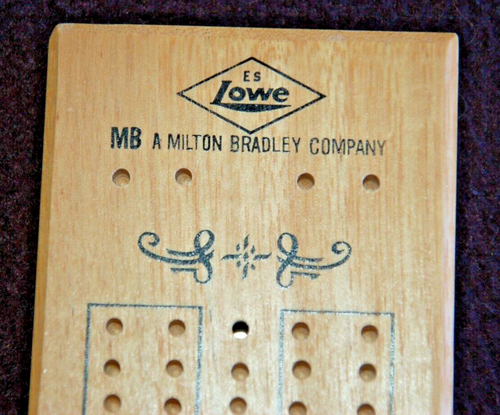 ES
Lowe
MB A MILTON BRADLEY COMPANY